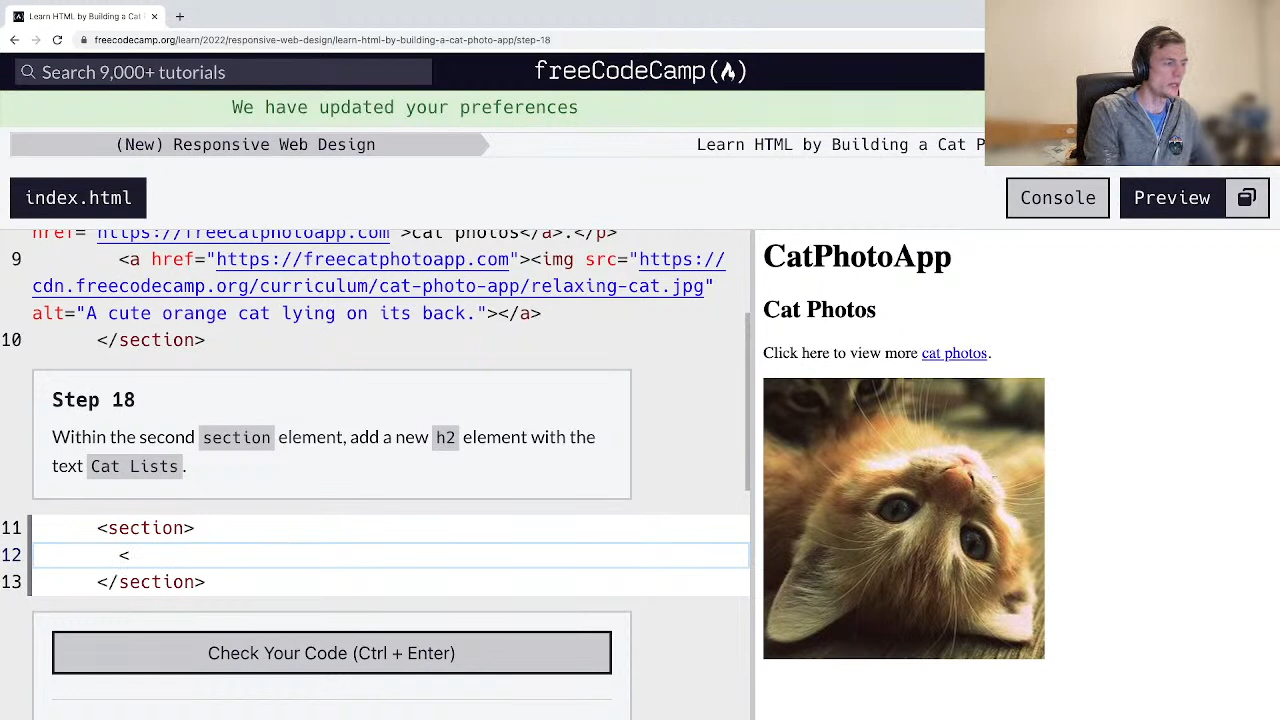 Learn HTML by Building a Cat
freecodecamp.org/learn/2022/responsive-web-design/learn-html-by-building-a-cat-photo-app/step-18
Search 9,000+ tutorials
freeCodeCamp
We have updated your preferences
(New) Responsive Web Design
Learn HTML by Building a Cat P
index.html
Console
Preview
href="https://freecatphotoapp.com">cat photos</a>.</p>
9 <a href="https://freecatphotoapp.com"><img src="https://
cdn.freecodecamp.org/curriculum/cat-photo-app/relaxing-cat.jpg"
alt="A cute orange cat lying on its back."></a>
10 </section>
Step 18
Within the second section element, add a new h2 element with the
text Cat Lists.
11 <section>
12 <
13 </section>
Check Your Code (Ctrl + Enter)
CatPhotoApp
Cat Photos
Click here to view more cat photos.